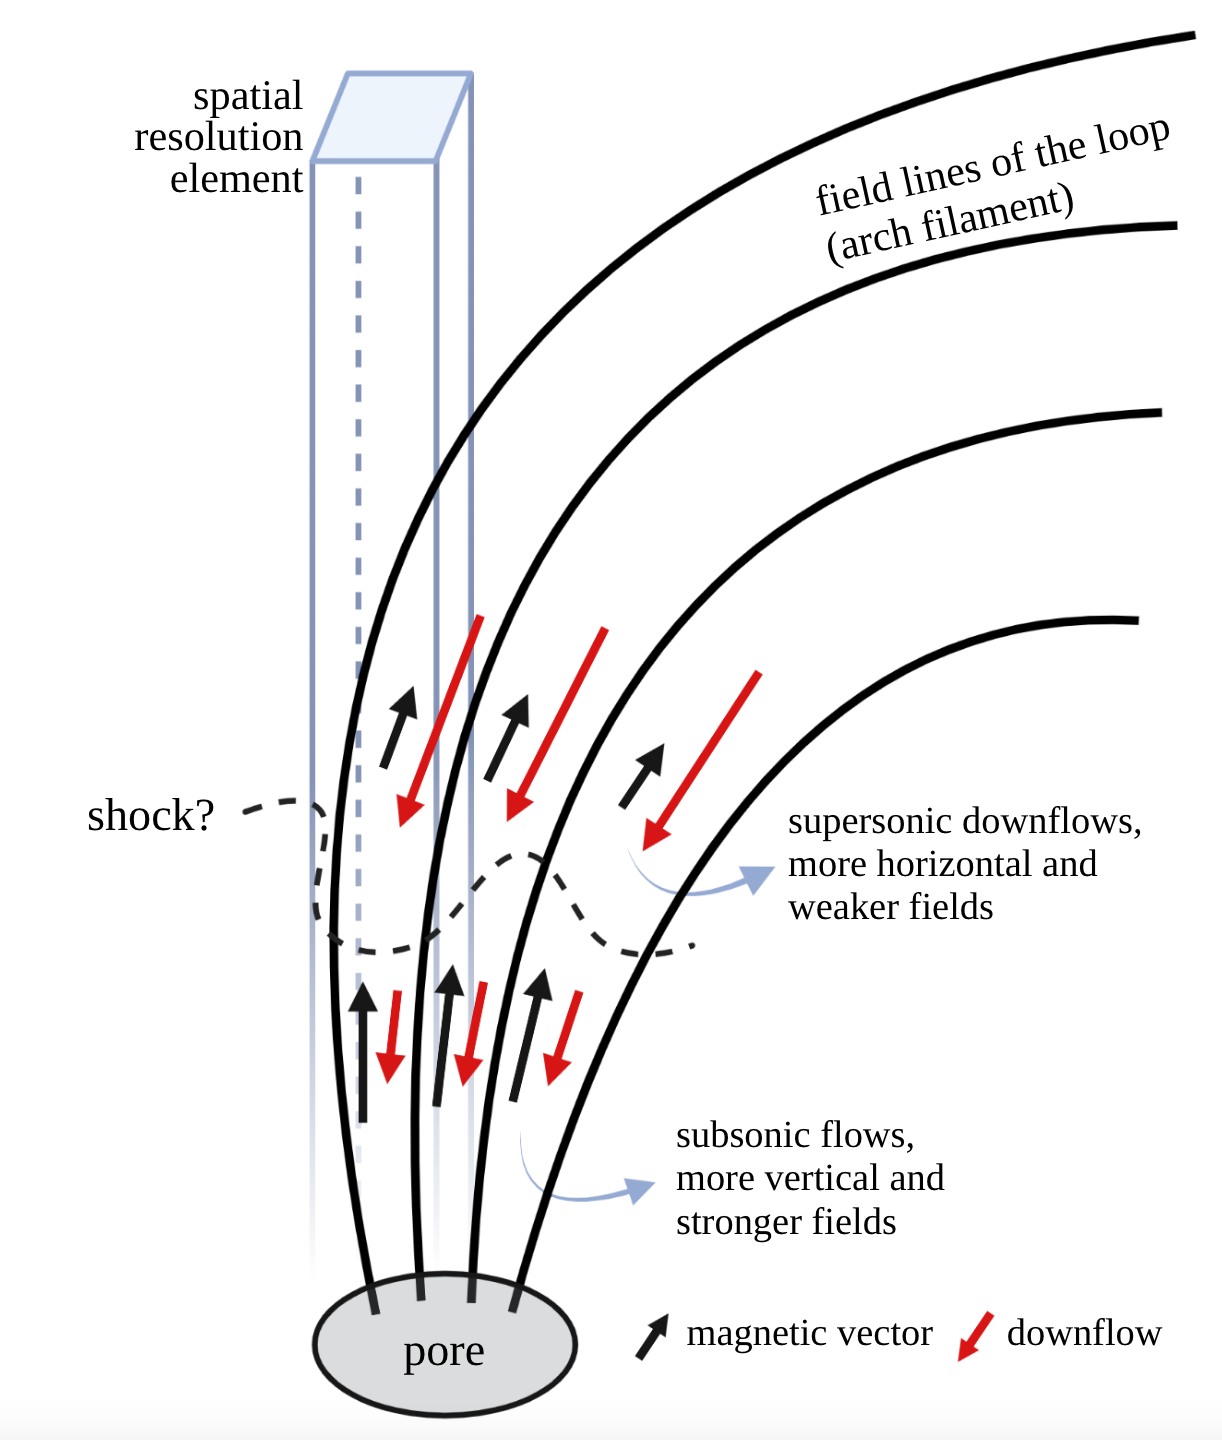 spatial
resolution
element
field lines of the loop
(arch filament)
shock?
supersonic downflows,
more horizontal and
weaker fields
subsonic flows,
more vertical and
stronger fields
magnetic vector
downflow
pore